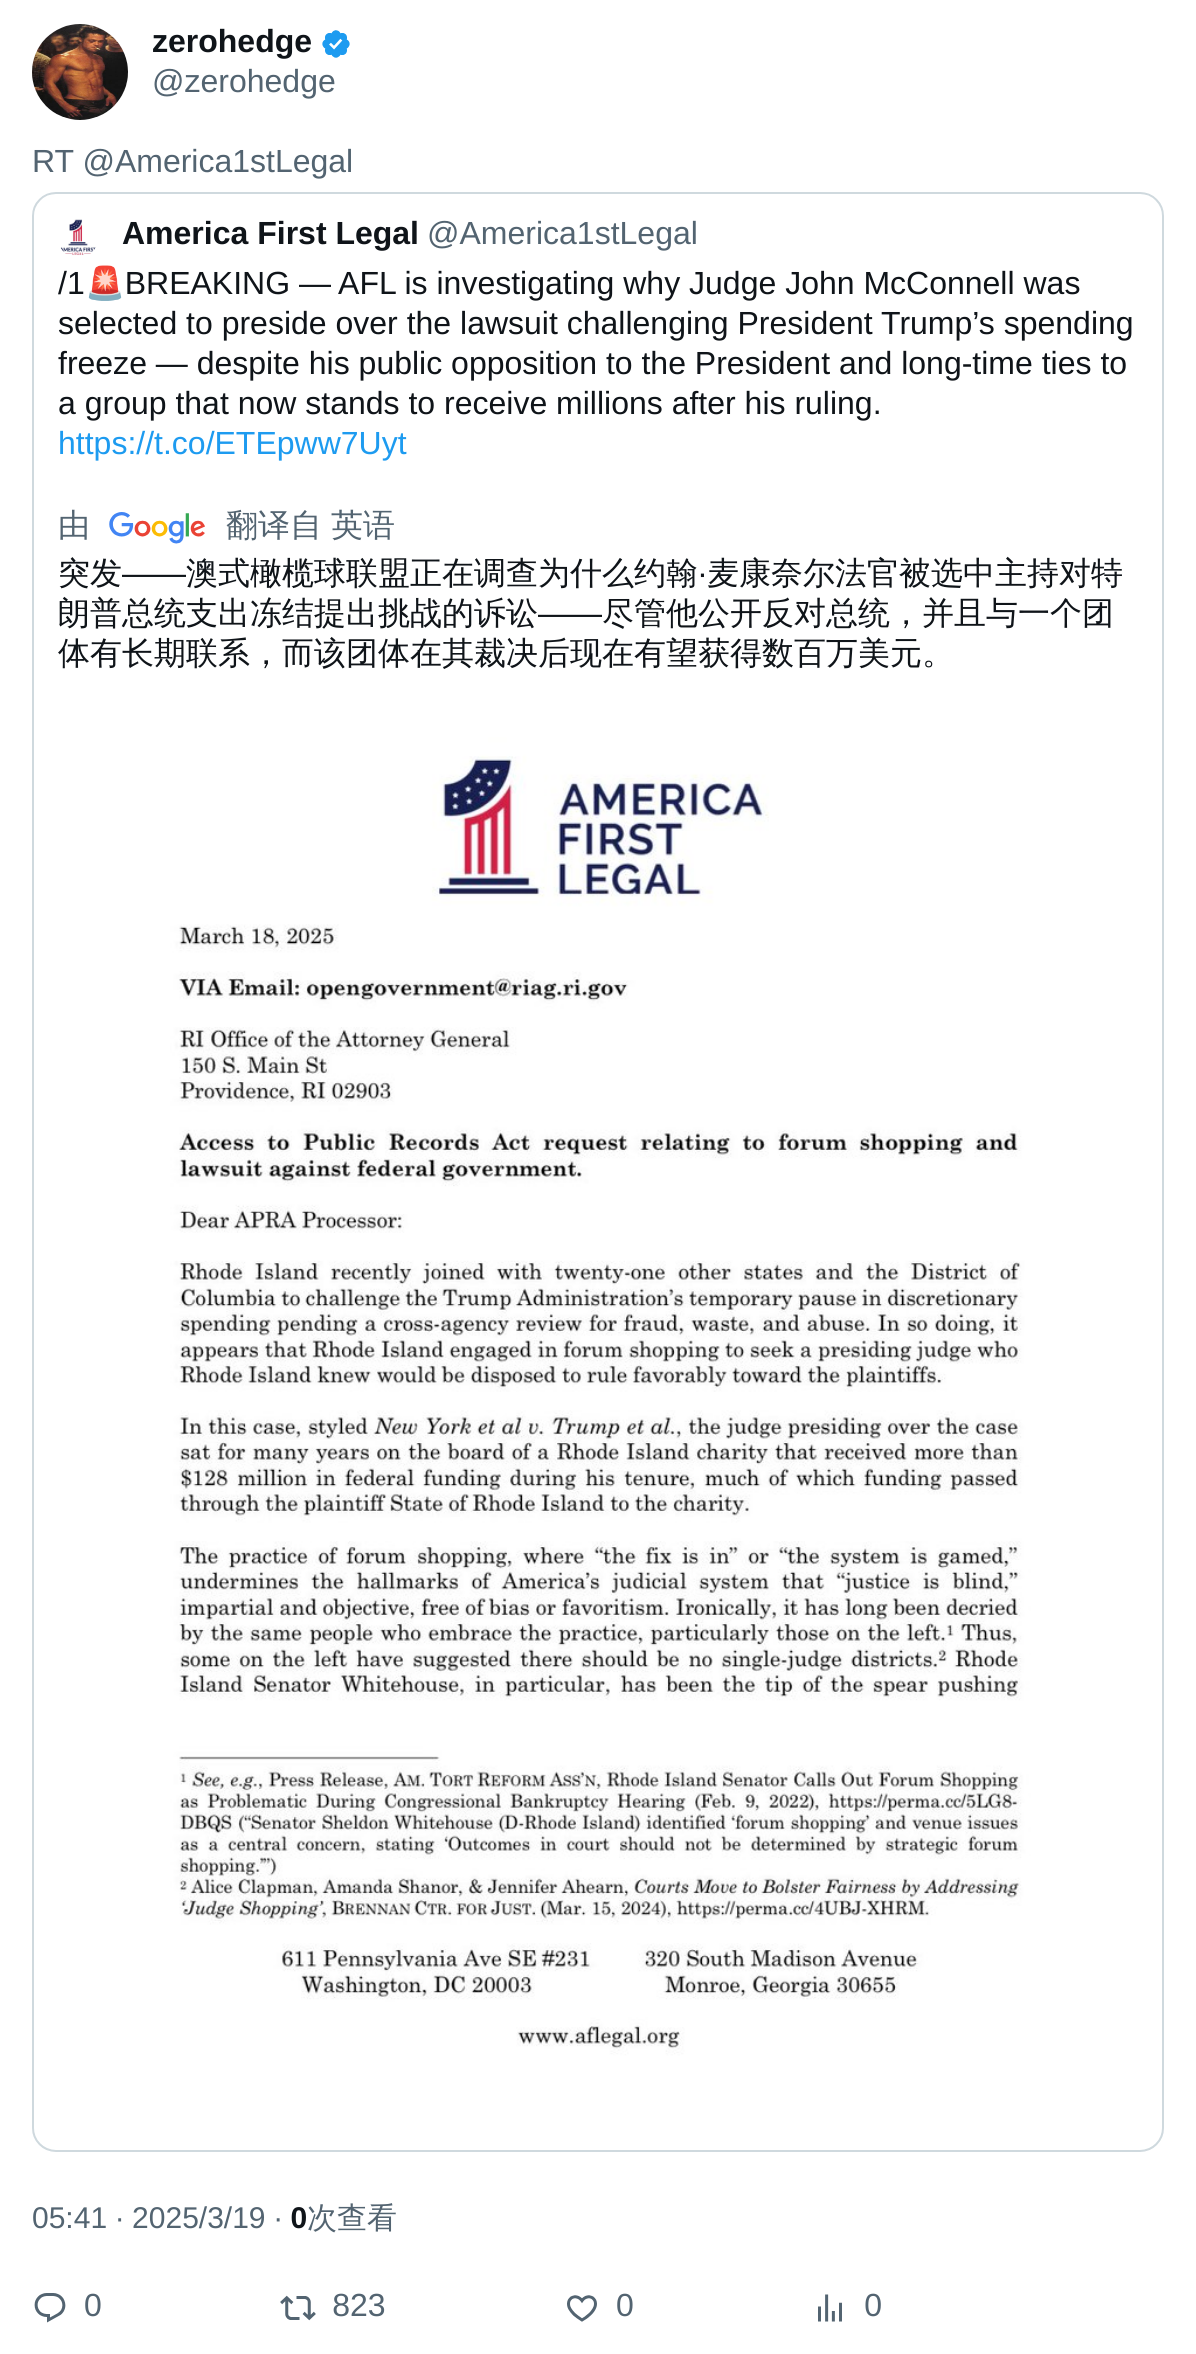 zerohedge
@zerohedge
RT @America1stLegal
America First Legal @America1stLegal
/1🚨BREAKING — AFL is investigating why Judge John McConnell was
selected to preside over the lawsuit challenging President Trump’s spending
freeze — despite his public opposition to the President and long-time ties to
a group that now stands to receive millions after his ruling.
https://t.co/ETEpww7Uyt
由 Google 翻译自 英语
突发——澳式橄榄球联盟正在调查为什么约翰·麦康奈尔法官被选中主持对特
朗普总统支出冻结提出挑战的诉讼——尽管他公开反对总统，并且与一个团
体有长期联系，而该团体在其裁决后现在有望获得数百万美元。
AMERICA
FIRST
LEGAL
March 18, 2025
VIA Email: opengovernment@riag.ri.gov
RI Office of the Attorney General
150 S. Main St
Providence, RI 02903
Access to Public Records Act request relating to forum shopping and
lawsuit against federal government.
Dear APRA Processor:
Rhode Island recently joined with twenty-one other states and the District of
Columbia to challenge the Trump Administration’s temporary pause in discretionary
spending pending a cross-agency review for fraud, waste, and abuse. In so doing, it
appears that Rhode Island engaged in forum shopping to seek a presiding judge who
Rhode Island knew would be disposed to rule favorably toward the plaintiffs.
In this case, styled New York et al v. Trump et al., the judge presiding over the case
sat for many years on the board of a Rhode Island charity that received more than
$128 million in federal funding during his tenure, much of which funding passed
through the plaintiff State of Rhode Island to the charity.
The practice of forum shopping, where “the fix is in” or “the system is gamed,”
undermines the hallmarks of America’s judicial system that “justice is blind,”
impartial and objective, free of bias or favoritism. Ironically, it has long been decried
by the same people who embrace the practice, particularly those on the left.¹ Thus,
some on the left have suggested there should be no single-judge districts.² Rhode
Island Senator Whitehouse, in particular, has been the tip of the spear pushing
¹ See, e.g., Press Release, AM. TORT REFORM ASS’N, Rhode Island Senator Calls Out Forum Shopping
as Problematic During Congressional Bankruptcy Hearing (Feb. 9, 2022), https://perma.cc/5LG8-
DBQS (“Senator Sheldon Whitehouse (D-Rhode Island) identified ‘forum shopping’ and venue issues
as a central concern, stating ‘Outcomes in court should not be determined by strategic forum
shopping.’”)
² Alice Clapman, Amanda Shanor, & Jennifer Ahearn, Courts Move to Bolster Fairness by Addressing
‘Judge Shopping’, BRENNAN CTR. FOR JUST. (Mar. 15, 2024), https://perma.cc/4UBJ-XHRM.
611 Pennsylvania Ave SE #231 320 South Madison Avenue
Washington, DC 20003 Monroe, Georgia 30655
www.aflegal.org
05:41 · 2025/3/19 · 0次查看
0 823 0 0